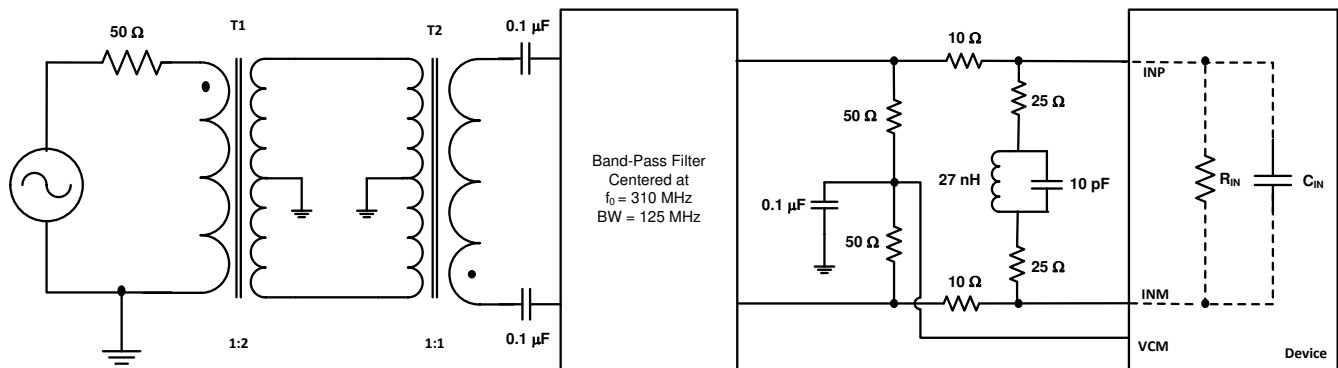 50 Ω
T1
T2
0.1 µF
1:2
1:1
0.1 µF
Band-Pass Filter
Centered at
f0 = 310 MHz
BW = 125 MHz
50 Ω
0.1 µF
50 Ω
10 Ω
25 Ω
27 nH
10 pF
25 Ω
10 Ω
INP
RIN
CIN
INM
VCM
Device